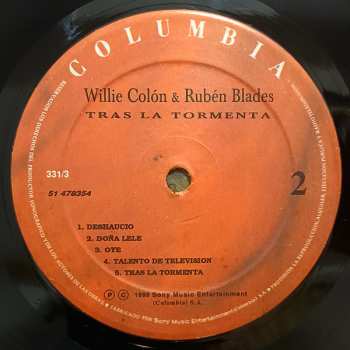 COLUMBIA
Willie Colón & Rubén Blades
TRAS LA TORMENTA
33 1/3
2
51 478354
1. DESHAUCIO
2. DOÑA LELE
3. OYE
4. TALENTO DE TELEVISION
5. TRAS LA TORMENTA
P C 1995 Sony Music Entertainment
(Columbia) S.A.